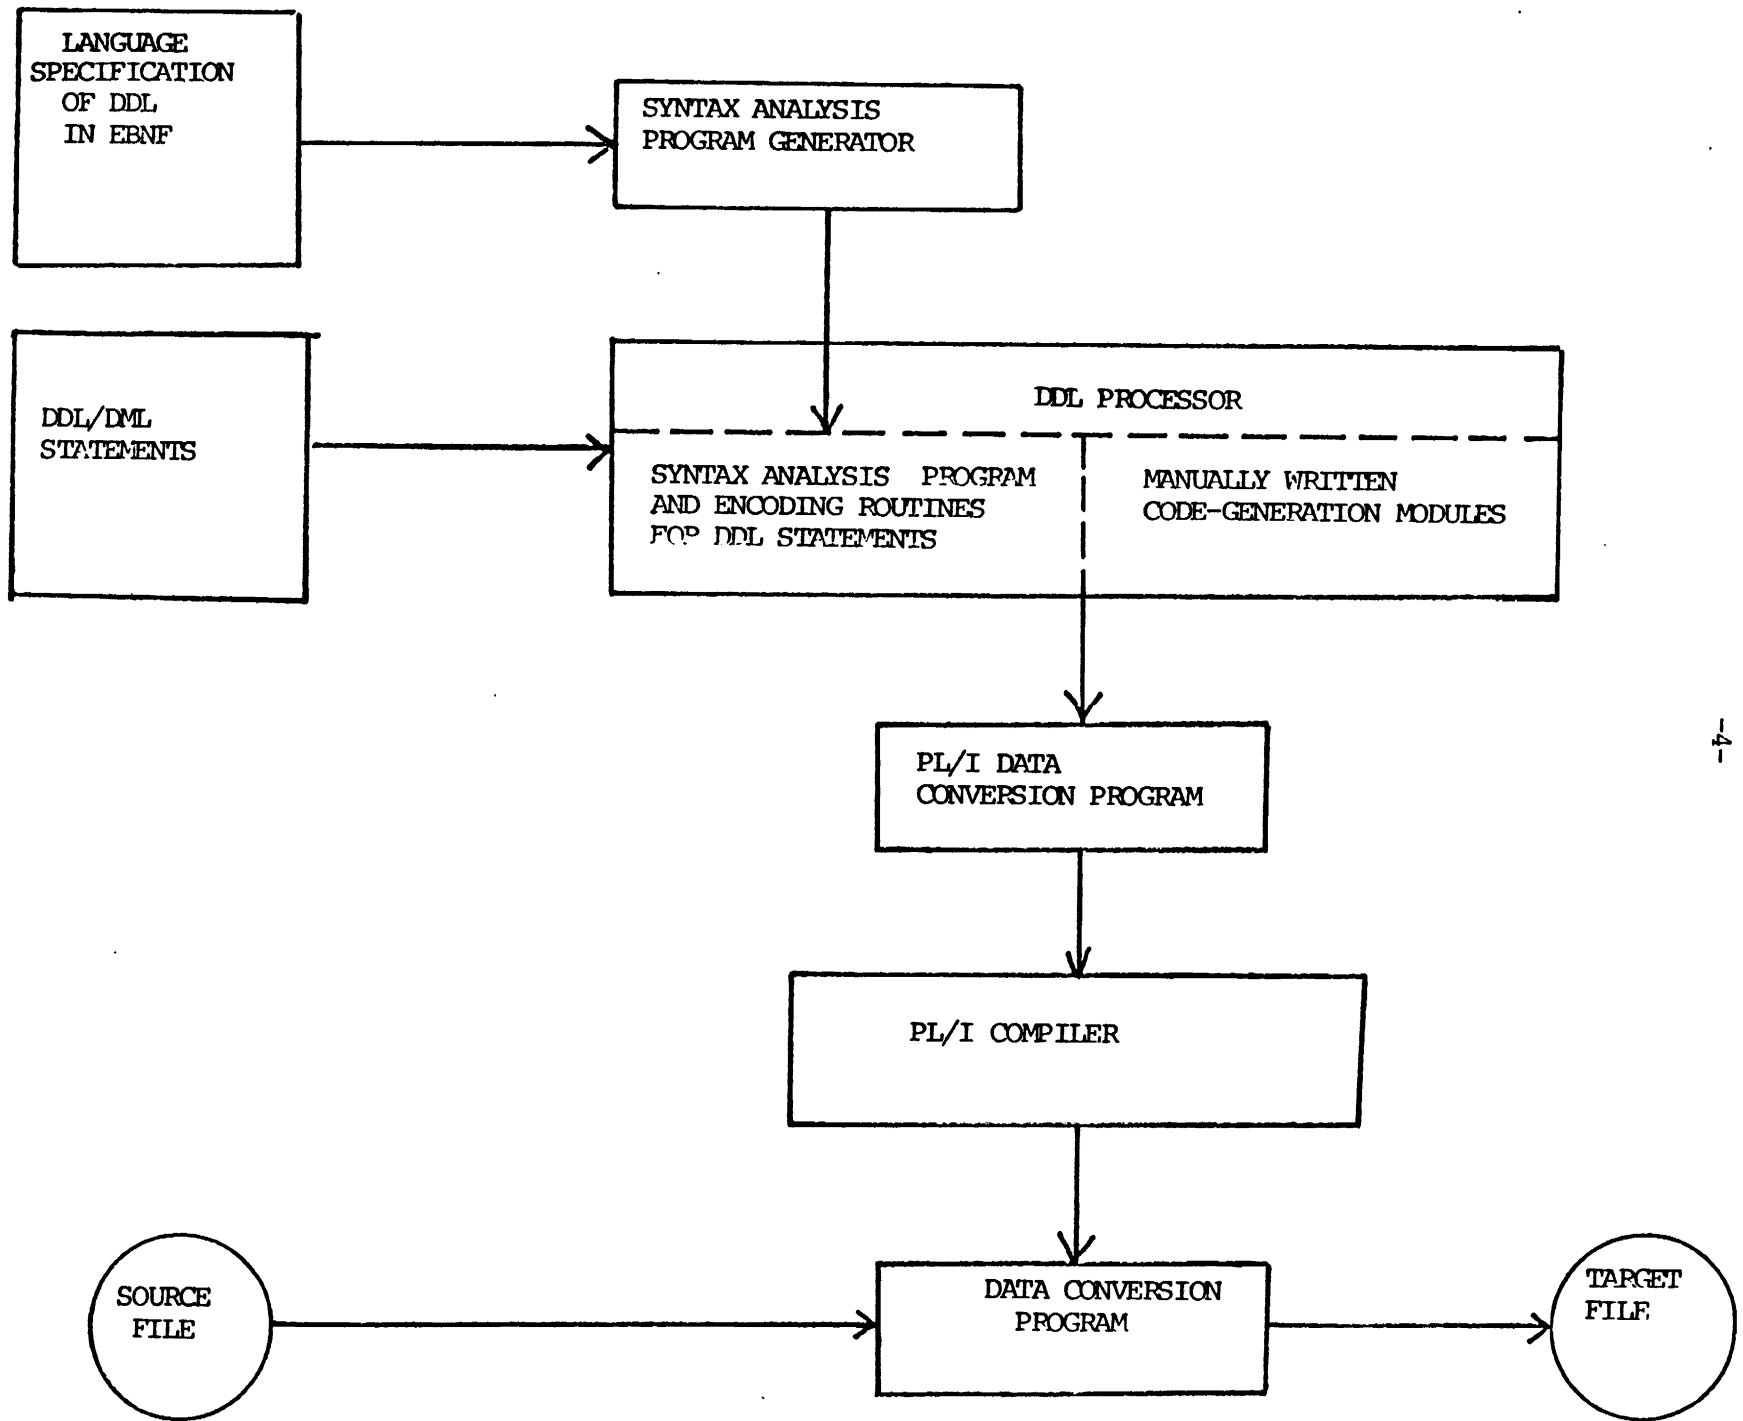 LANGUAGE
SPECIFICATION
OF DDL
IN EBNF
SYNTAX ANALYSIS
PROGRAM GENERATOR
DDL/DML
STATEMENTS
DDL PROCESSOR
SYNTAX ANALYSIS PROGRAM
AND ENCODING ROUTINES
FOR DDL STATEMENTS
MANUALLY WRITTEN
CODE-GENERATION MODULES
-4-
PL/I DATA
CONVERSION PROGRAM
PL/I COMPILER
SOURCE
FILE
DATA CONVERSION
PROGRAM
TARGET
FILE